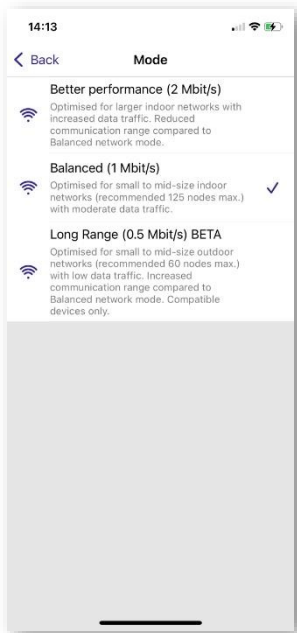 14:13
Back
Mode
Better performance (2 Mbit/s)
Optimised for larger indoor networks with
increased data traffic. Reduced
communication range compared to
Balanced network mode.
Balanced (1 Mbit/s)
Optimised for small to mid-size indoor
networks (recommended 125 nodes max.)
with moderate data traffic.
Long Range (0.5 Mbit/s) BETA
Optimised for small to mid-size outdoor
networks (recommended 60 nodes max.)
with low data traffic. Increased
communication range compared to
Balanced network mode. Compatible
devices only.